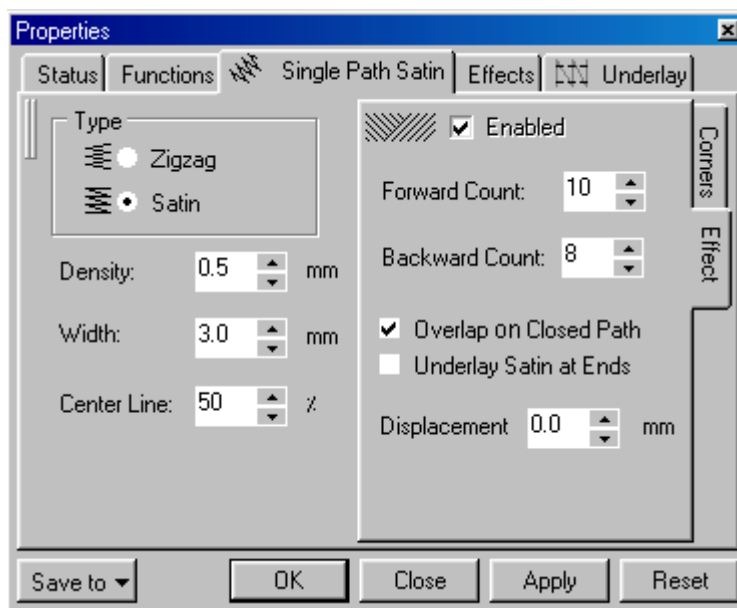 Properties
Status Functions Single Path Satin Effects Underlay
Type
Zigzag
Satin
Density: 0.5 mm
Width: 3.0 mm
Center Line: 50 %
Enabled
Forward Count: 10
Backward Count: 8
Overlap on Closed Path
Underlay Satin at Ends
Displacement 0.0 mm
Corners
Effect
Save to OK Close Apply Reset